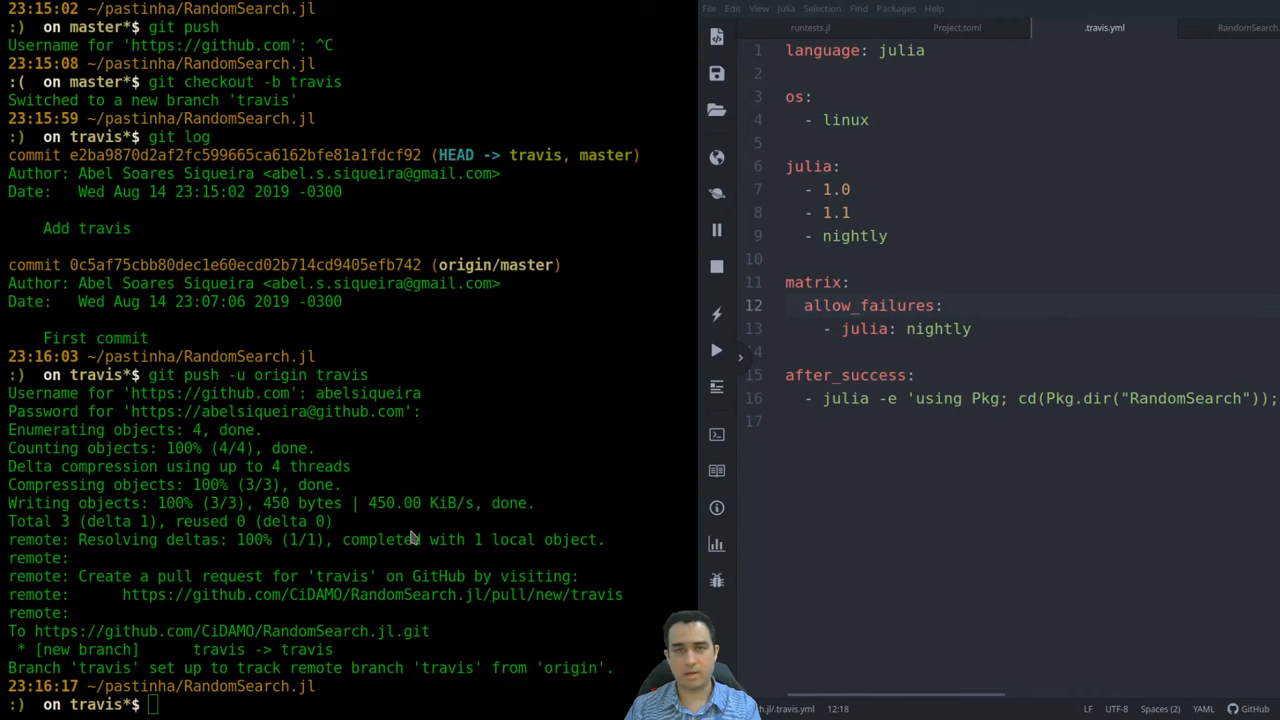 23:15:02 ~/pastinha/RandomSearch.jl
:) on master*$ git push
Username for 'https://github.com': ^C
23:15:08 ~/pastinha/RandomSearch.jl
:( on master*$ git checkout -b travis
Switched to a new branch 'travis'
23:15:59 ~/pastinha/RandomSearch.jl
:) on travis*$ git log
commit e2ba9870d2af2fc599665ca6162bfe81a1fdcf92 (HEAD -> travis, master)
Author: Abel Soares Siqueira <abel.s.siqueira@gmail.com>
Date:   Wed Aug 14 23:15:02 2019 -0300
Add travis
commit 0c5af75cbb80dec1e60ecd02b714cd9405efb742 (origin/master)
Author: Abel Soares Siqueira <abel.s.siqueira@gmail.com>
Date:   Wed Aug 14 23:07:06 2019 -0300
First commit
23:16:03 ~/pastinha/RandomSearch.jl
:) on travis*$ git push -u origin travis
Username for 'https://github.com': abelsiqueira
Password for 'https://abelsiqueira@github.com':
Enumerating objects: 4, done.
Counting objects: 100% (4/4), done.
Delta compression using up to 4 threads
Compressing objects: 100% (3/3), done.
Writing objects: 100% (3/3), 450 bytes | 450.00 KiB/s, done.
Total 3 (delta 1), reused 0 (delta 0)
remote: Resolving deltas: 100% (1/1), completed with 1 local object.
remote:
remote: Create a pull request for 'travis' on GitHub by visiting:
remote:      https://github.com/CiDAMO/RandomSearch.jl/pull/new/travis
remote:
To https://github.com/CiDAMO/RandomSearch.jl.git
* [new branch]      travis -> travis
Branch 'travis' set up to track remote branch 'travis' from 'origin'.
23:16:17 ~/pastinha/RandomSearch.jl
:) on travis*$
File Edit View Julia Selection Find Packages Help
runtests.jl Project.toml .travis.yml RandomSearch.
1 language: julia
2
3 os:
4 - linux
5
6 julia:
7 - 1.0
8 - 1.1
9 - nightly
10
11 matrix:
12 allow_failures:
13 - julia: nightly
14
15 after_success:
16 - julia -e 'using Pkg; cd(Pkg.dir("RandomSearch"));
17
h.jl/.travis.yml 12:18 LF UTF-8 Spaces (2) YAML GitHub